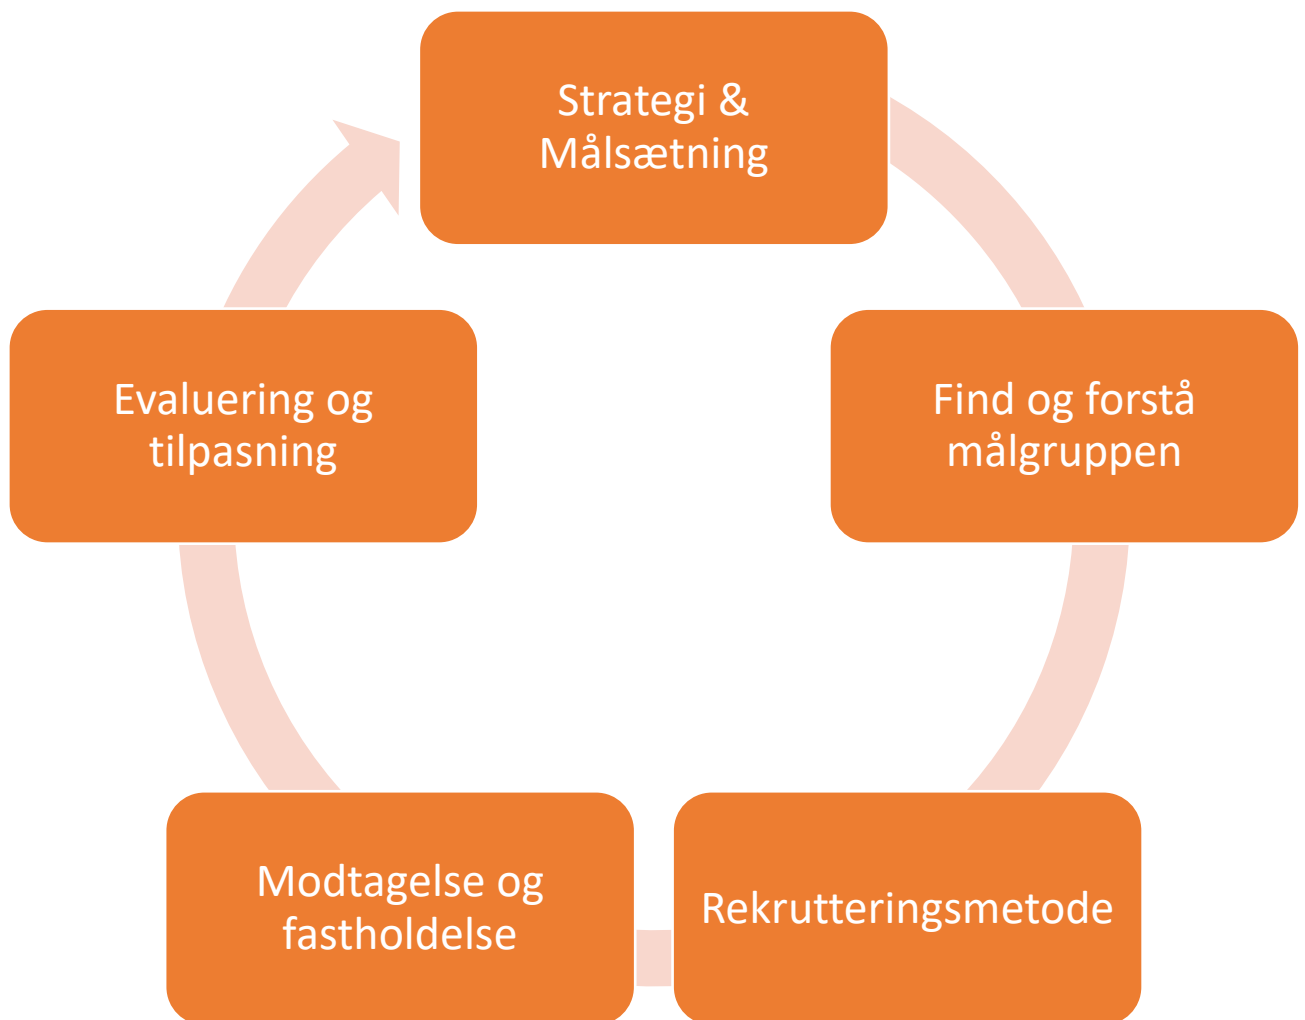 Strategi &
Målsætning
Find og forstå
målgruppen
Rekrutteringsmetode
Modtagelse og
fastholdelse
Evaluering og
tilpasning